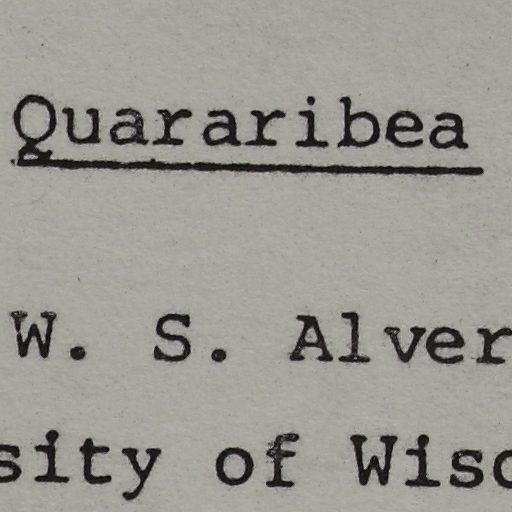 Quararibea
W. S. Alver
sity of Wisc